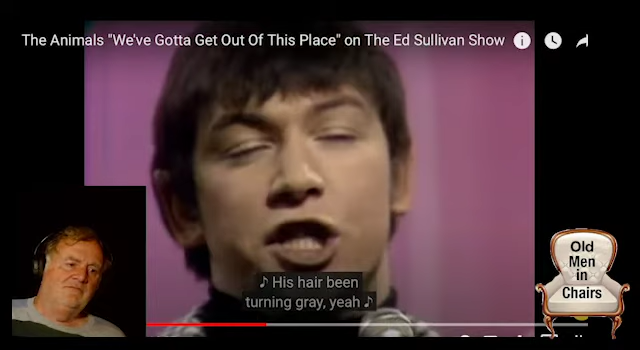 The Animals "We've Gotta Get Out Of This Place" on The Ed Sullivan Show
♪ His hair been
turning gray, yeah ♪
Old
Men
in
Chairs